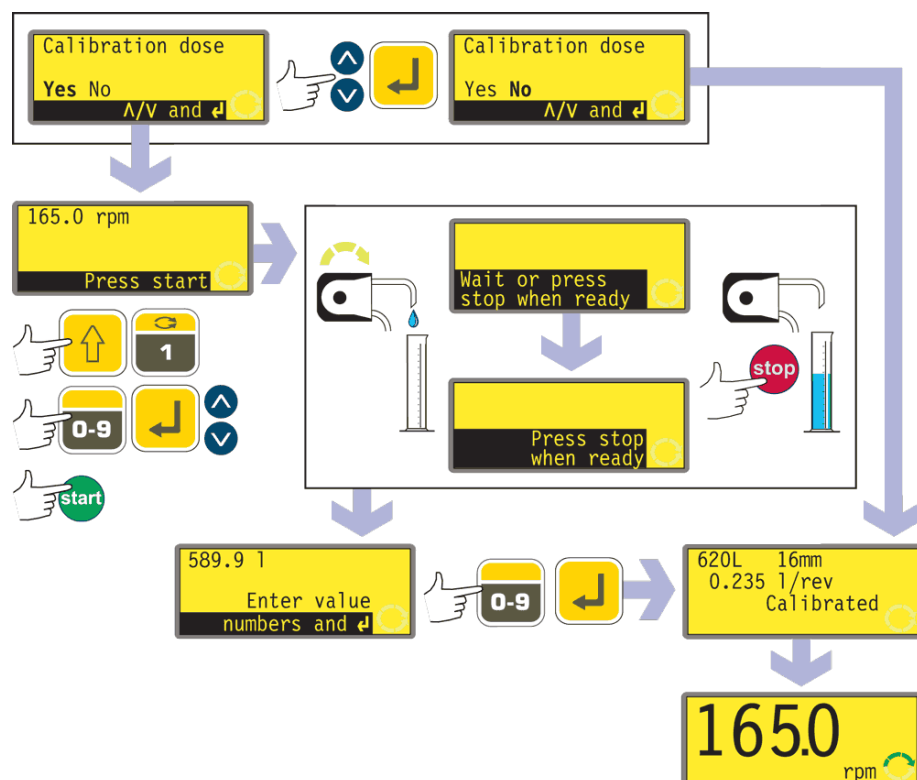 Calibration dose
Yes No
Λ/V and ↲
Calibration dose
Yes No
Λ/V and ↲
165.0 rpm
Press start
1
0-9
start
Wait or press
stop when ready
Press stop
when ready
stop
589.9 l
Enter value
numbers and ↲
0-9
620L 16mm
0.235 l/rev
Calibrated
165.0
rpm